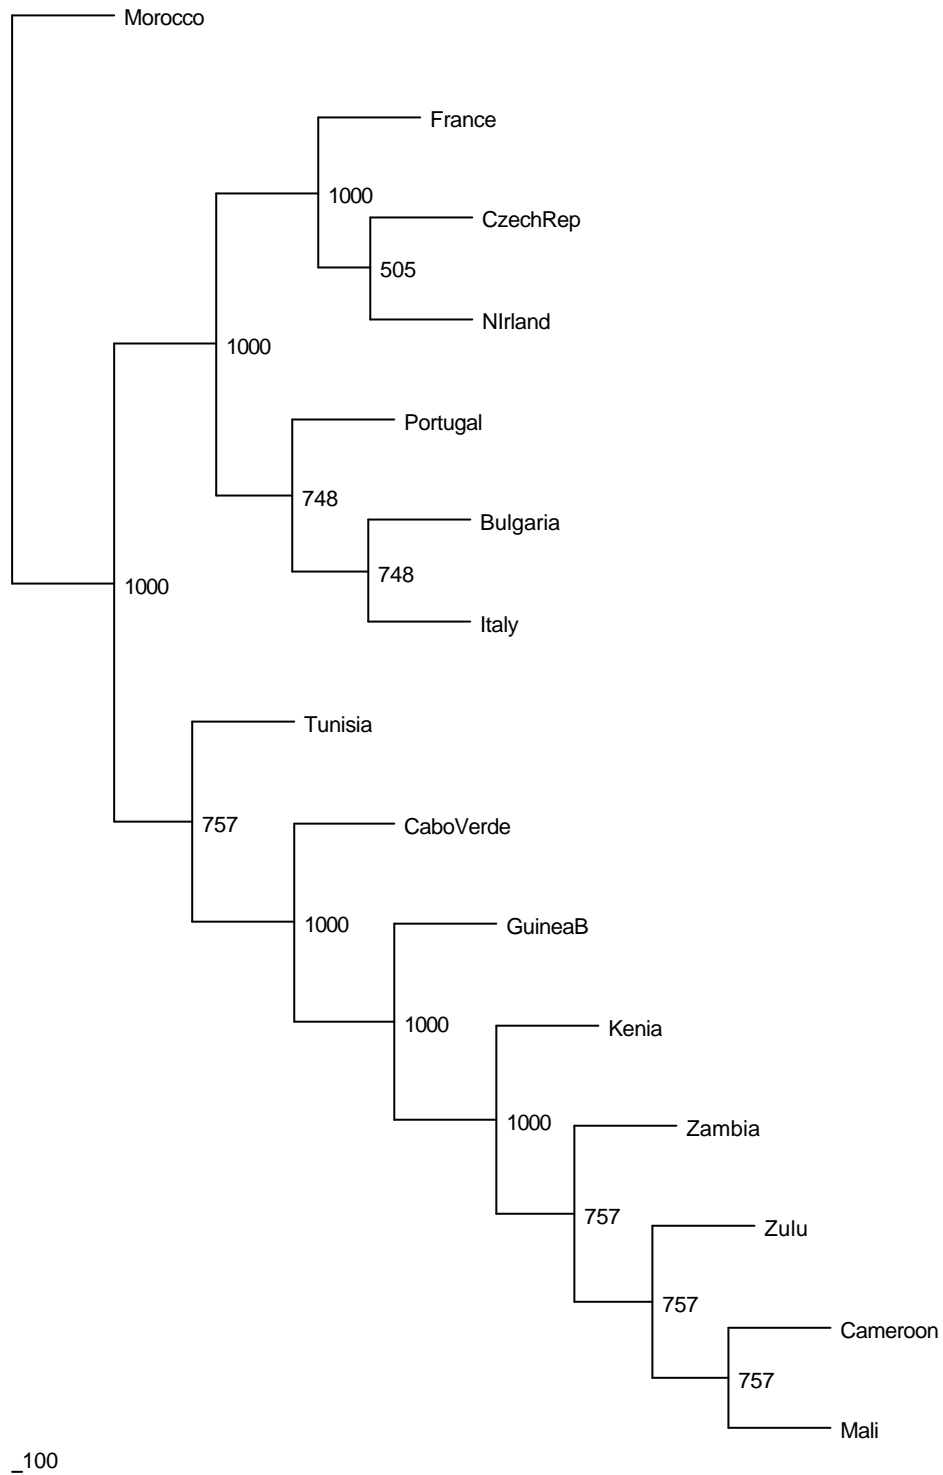 Morocco
France
1000
CzechRep
505
NIrland
1000
Portugal
748
Bulgaria
748
1000
Italy
Tunisia
757
CaboVerde
1000
GuineaB
1000
Kenia
1000
Zambia
757
Zulu
757
Cameroon
757
Mali
_100